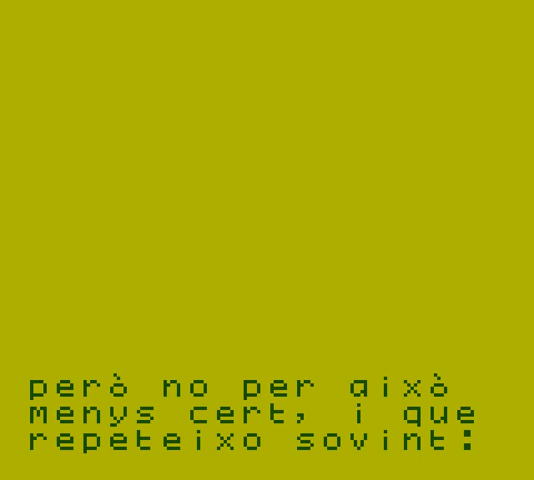 però no per això
menys cert, i que
repeteixo sovint: